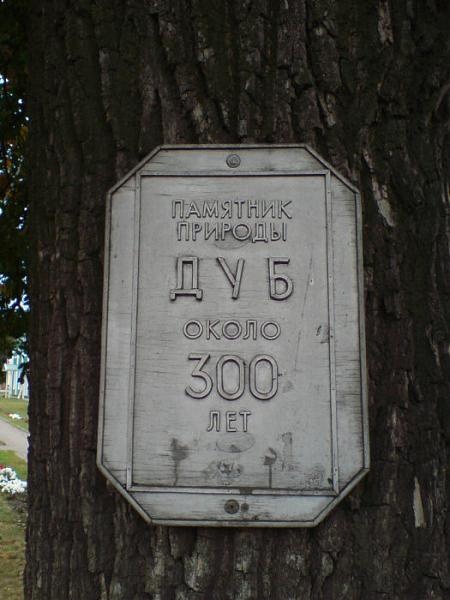 ПАМЯТНИК
ПРИРОДЫ
ДУБ
ОКОЛО
300
ЛЕТ